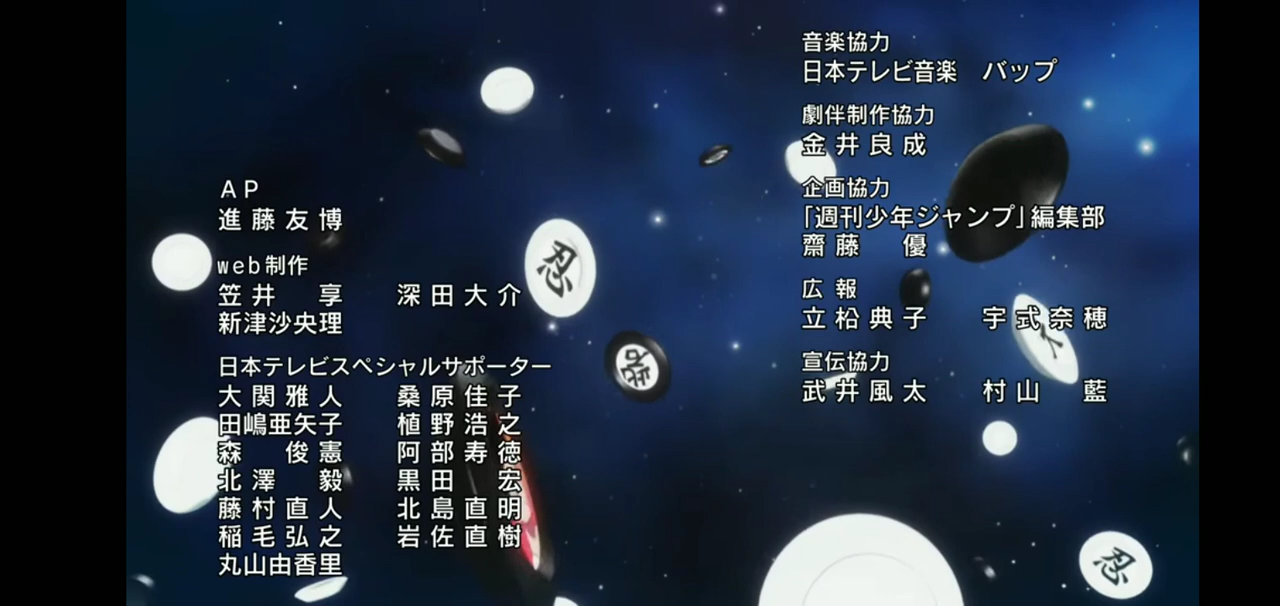 AP
進藤友博
web制作
笠井 享 深田大介
新津沙央理
日本テレビスペシャルサポーター
大関雅人 桑原佳子
田嶋亜矢子 植野浩之
森 俊憲 阿部寿徳
北澤 毅 黒田 宏
藤村直人 北島直明
稲毛弘之 岩佐直樹
丸山由香里
音楽協力
日本テレビ音楽 バップ
劇伴制作協力
金井良成
企画協力
「週刊少年ジャンプ」編集部
齋藤 優
広報
立松典子 宇式奈穂
宣伝協力
武井風太 村山 藍
忍
忍